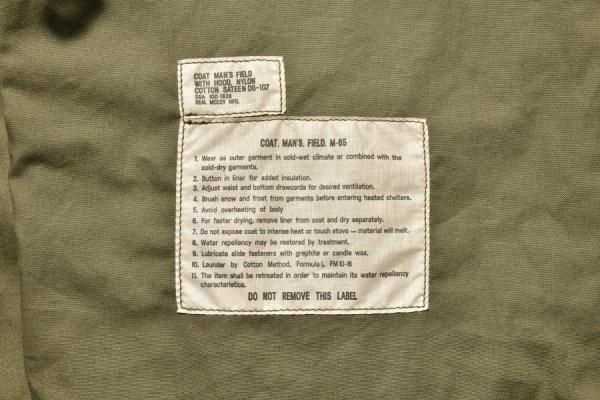 COAT MAN'S FIELD
WITH HOOD, NYLON
COTTON SATEEN OG-107
DSA 100-1828
REAL McCOY MFG.
COAT, MAN'S, FIELD, M-65
1. Wear as outer garment in cold-wet climate or combined with the
cold-dry garments.
2. Button in liner for added insulation.
3. Adjust waist and bottom drawcords for desired ventilation.
4. Brush snow and frost from garments before entering heated shelters.
5. Avoid overheating of body
6. For faster drying, remove liner from coat and dry separately.
7. Do not expose coat to intense heat or touch stove — material will melt.
8. Water repellency may be restored by treatment.
9. Lubricate slide fasteners with graphite or candle wax.
10. Launder by Cotton Method, Formula I, FM 10-16
11. The item shall be retreated in order to maintain its water repellency
characteristics.
DO NOT REMOVE THIS LABEL